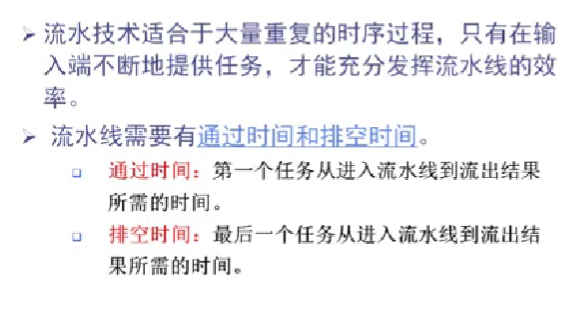 ➢ 流水技术适合于大量重复的时序过程，只有在输
入端不断地提供任务，才能充分发挥流水线的效
率。
➢ 流水线需要有通过时间和排空时间。
□ 通过时间：第一个任务从进入流水线到流出结果
所需的时间。
□ 排空时间：最后一个任务从进入流水线到流出结
果所需的时间。